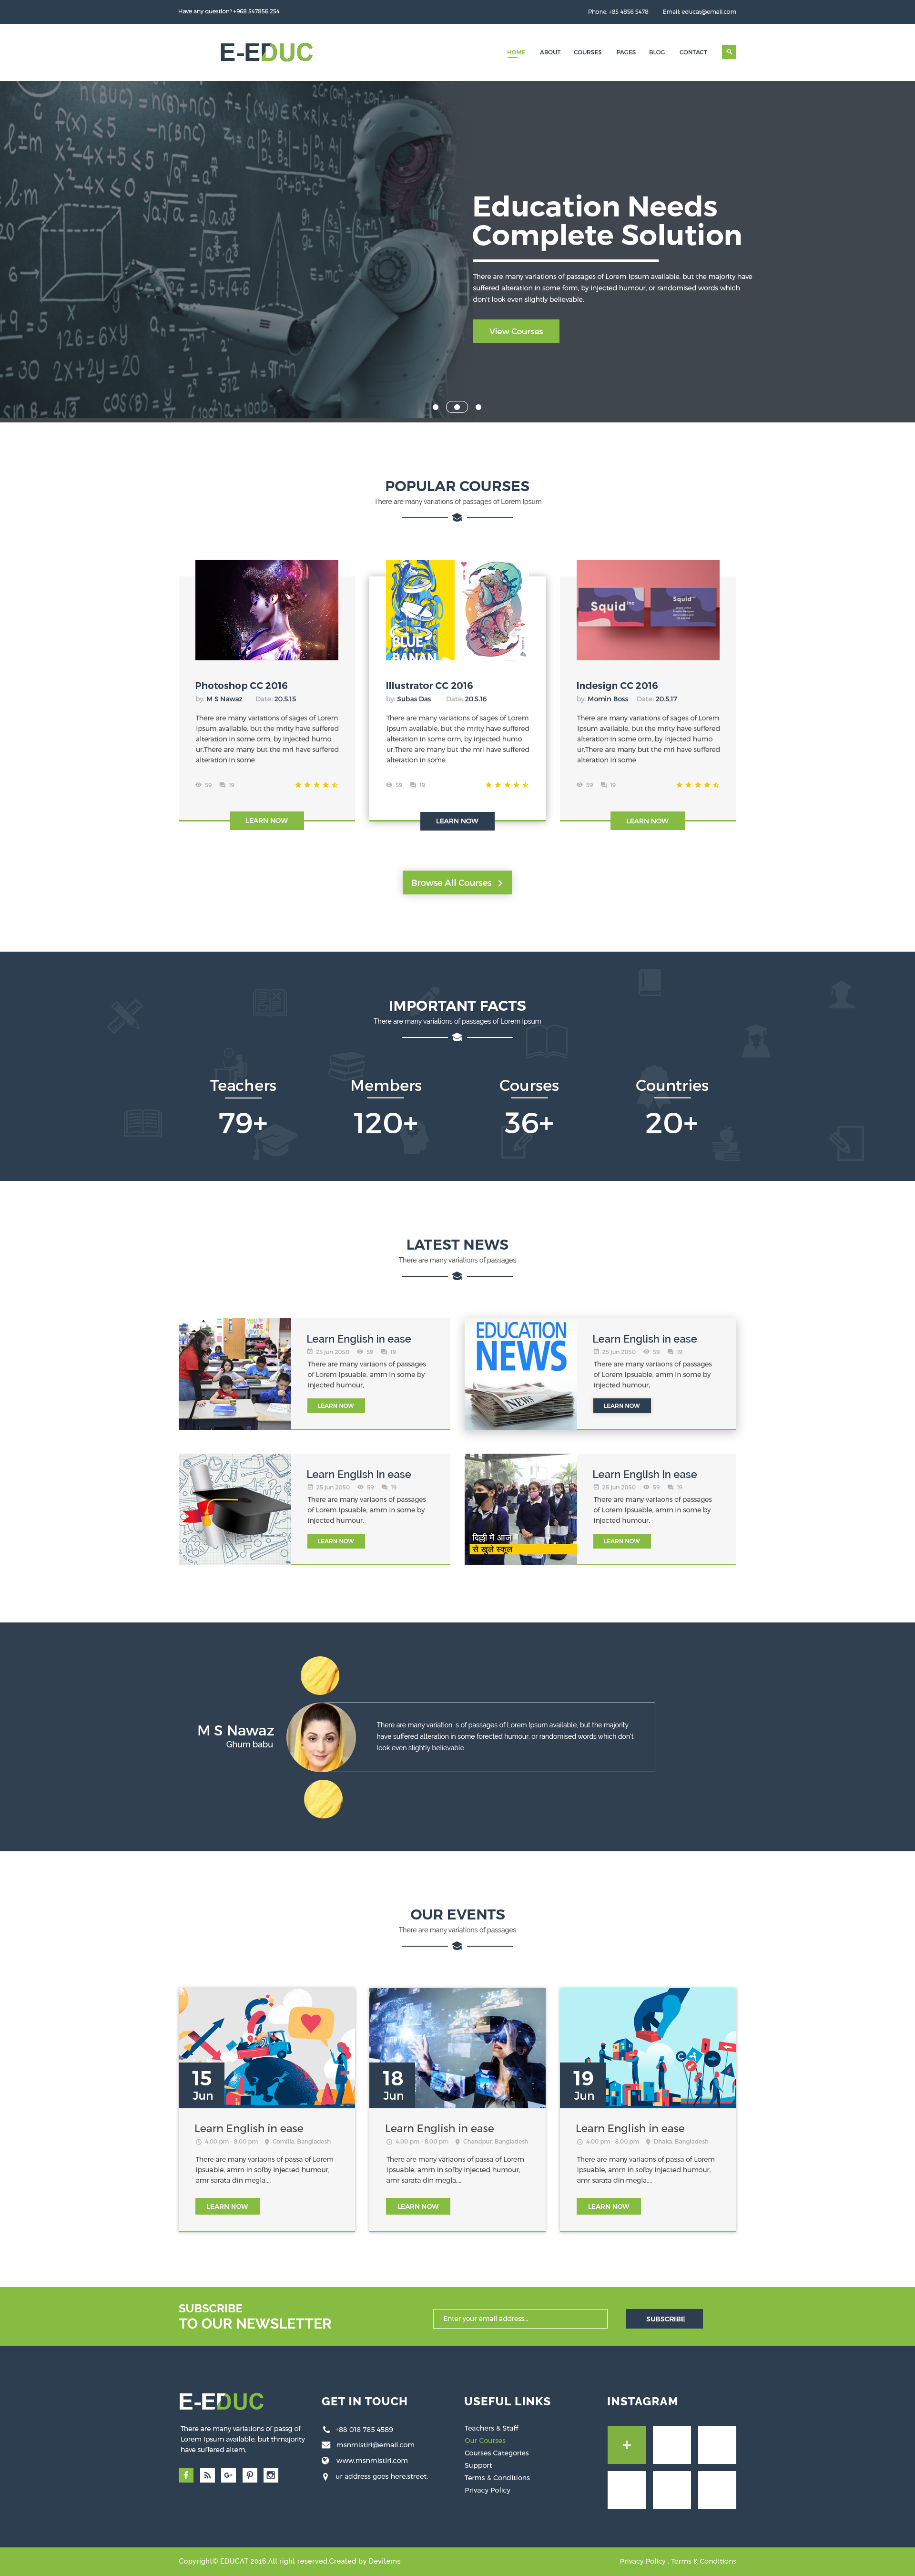 Have any question? +968 547856 254
Phone: +85 4856 5478
Email: educat@email.com
E-EDUC
HOME
ABOUT
COURSES
PAGES
BLOG
CONTACT
Education Needs
Complete Solution
There are many variations of passages of Lorem Ipsum available, but the majority have
suffered alteration in some form, by injected humour, or randomised words which
don't look even slightly believable.
View Courses
POPULAR COURSES
There are many variations of passages of Lorem Ipsum
Photoshop CC 2016
by: M S Nawaz Date: 20.5.15
There are many variations of sages of Lorem
Ipsum available, but the mrity have suffered
alteration in some orm, by injected humo
ur,There are many but the mri have suffered
alteration in some
59 19
LEARN NOW
BLUE
BANAN
Illustrator CC 2016
by: Subas Das Date: 20.5.16
There are many variations of sages of Lorem
Ipsum available, but the mrity have suffered
alteration in some orm, by injected humo
ur,There are many but the mri have suffered
alteration in some
59 19
LEARN NOW
Squid
Squid
Indesign CC 2016
by: Momin Boss Date: 20.5.17
There are many variations of sages of Lorem
Ipsum available, but the mrity have suffered
alteration in some orm, by injected humo
ur,There are many but the mri have suffered
alteration in some
59 19
LEARN NOW
Browse All Courses
IMPORTANT FACTS
There are many variations of passages of Lorem Ipsum
Teachers
79+
Members
120+
Courses
36+
Countries
20+
LATEST NEWS
There are many variations of passages
Learn English in ease
25 jun 2050 59 19
There are many variaons of passages
of Lorem Ipsuable, amrn in some by
injected humour,
LEARN NOW
EDUCATION
NEWS
NEWS
Learn English in ease
25 jun 2050 59 19
There are many variaons of passages
of Lorem Ipsuable, amrn in some by
injected humour,
LEARN NOW
Learn English in ease
25 jun 2050 59 19
There are many variaons of passages
of Lorem Ipsuable, amrn in some by
injected humour,
LEARN NOW
दिल्ली में आज
से खुले स्कूल
Learn English in ease
25 jun 2050 59 19
There are many variaons of passages
of Lorem Ipsuable, amrn in some by
injected humour,
LEARN NOW
M S Nawaz
Ghum babu
There are many variation s of passages of Lorem Ipsum available, but the majority
have suffered alteration in some forected humour, or randomised words which don't
look even slightly believable
OUR EVENTS
There are many variations of passages
15
Jun
Learn English in ease
4.00 pm - 8.00 pm Comilla, Bangladesh
There are many variaons of passa of Lorem
Ipsuable, amrn in sofby injected humour,
amr sarata din megla....
LEARN NOW
18
Jun
Learn English in ease
4.00 pm - 8.00 pm Chandpur, Bangladesh
There are many variaons of passa of Lorem
Ipsuable, amrn in sofby injected humour,
amr sarata din megla....
LEARN NOW
19
Jun
Learn English in ease
4.00 pm - 8.00 pm Dhaka, Bangladesh
There are many variaons of passa of Lorem
Ipsuable, amrn in sofby injected humour,
amr sarata din megla....
LEARN NOW
SUBSCRIBE
TO OUR NEWSLETTER
Enter your email address...
SUBSCRIBE
E-EDUC
There are many variations of passg of
Lorem Ipsum available, but thmajority
have suffered altem,
GET IN TOUCH
+88 018 785 4589
msnmistiri@email.com
www.msnmistiri.com
ur address goes here,street.
USEFUL LINKS
Teachers & Staff
Our Courses
Courses Categories
Support
Terms & Conditions
Privacy Policy
INSTAGRAM
+
Copyright© EDUCAT 2016.All right reserved.Created by Devitems
Privacy Policy , Terms & Conditions